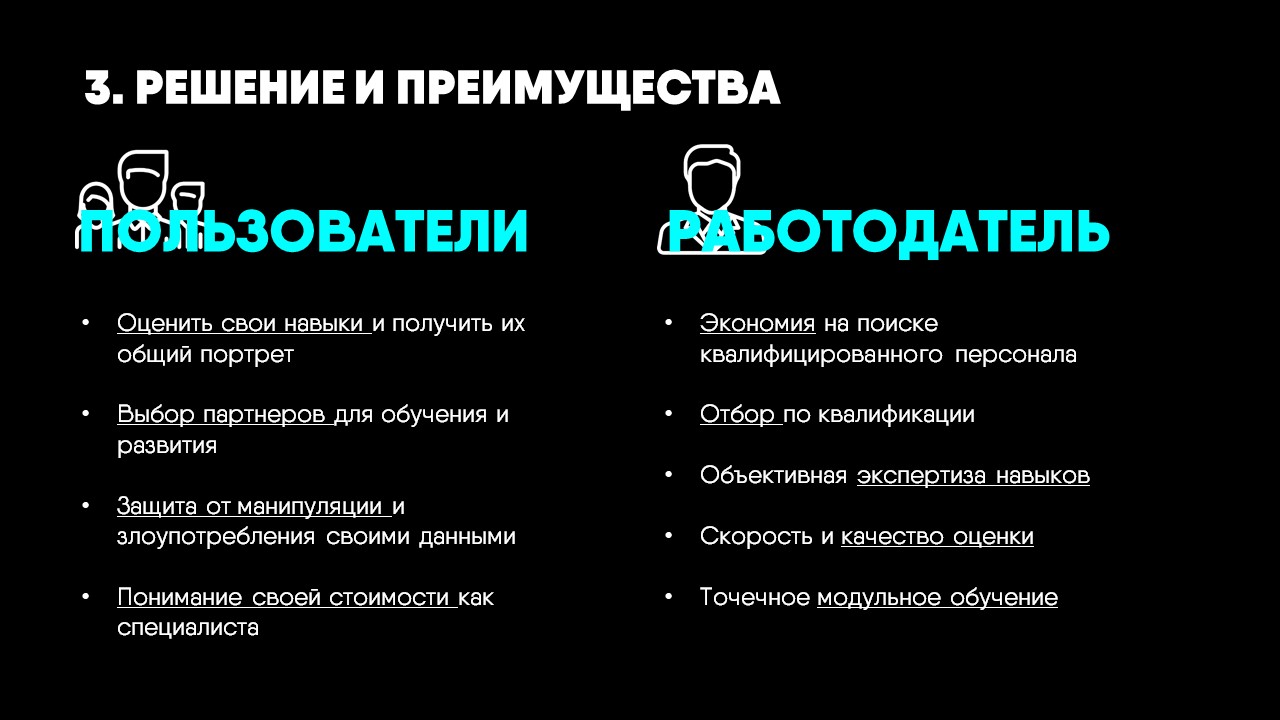 3. РЕШЕНИЕ И ПРЕИМУЩЕСТВА
ПОЛЬЗОВАТЕЛИ
• Оценить свои навыки и получить их
общий портрет
• Выбор партнеров для обучения и
развития
• Защита от манипуляции и
злоупотребления своими данными
• Понимание своей стоимости как
специалиста
РАБОТОДАТЕЛЬ
• Экономия на поиске
квалифицированного персонала
• Отбор по квалификации
• Объективная экспертиза навыков
• Скорость и качество оценки
• Точечное модульное обучение